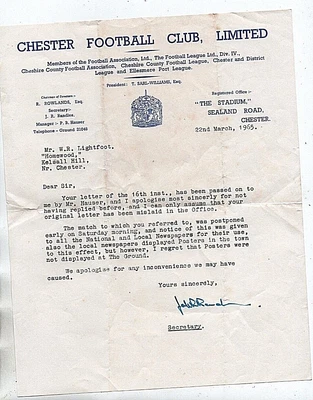 CHESTER FOOTBALL CLUB, LIMITED
Members of the Football Association, Ltd., The Football League Ltd., Div. IV.,
Cheshire County Football Association, Cheshire County Football League, Chester and District
League and Ellesmere Port League.
President : T. EARL-WILLIAMS, Esq.
Chairman of Directors :
R. ROWLANDS, Esq.
Secretary :
J. R. Randles.
Manager - P. B. Hauser
Telephone - Ground 21048
Registered Office :
"THE STADIUM,"
SEALAND ROAD,
CHESTER.
22nd March, 1965.
Mr. W.R. Lightfoot,
"Homewood,"
Kelsall Hill,
Nr. Chester.
Dear Sir,
Your letter of the 16th inst., has been passed on to
me by Mr. Hauser, and I apologise most sincerely for not
having replied before, and I can only assume that your
original letter has been mislaid in the Office.
The match to which you referred to, was postponed
early on Saturday morning, and notice of this was given
to all the National and Local Newspapers for their use,
also the local newspapers displayed Posters in the town
to this effect, but however, I regret that Posters were
not displayed at The Ground.
We apologise for any inconvenience we may have
caused.
Yours sincerely,
Secretary.